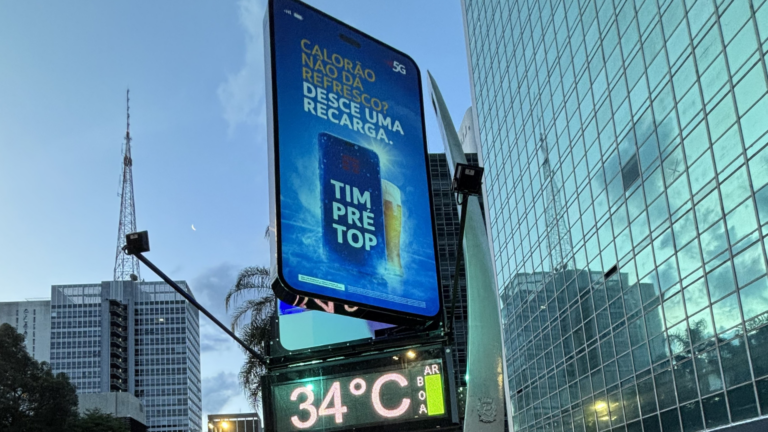 5G
CALORÃO
NÃO DÁ
REFRESCO?
DESCE UMA
RECARGA.
TIM
PRÉ
TOP
34°C
AR
BOA